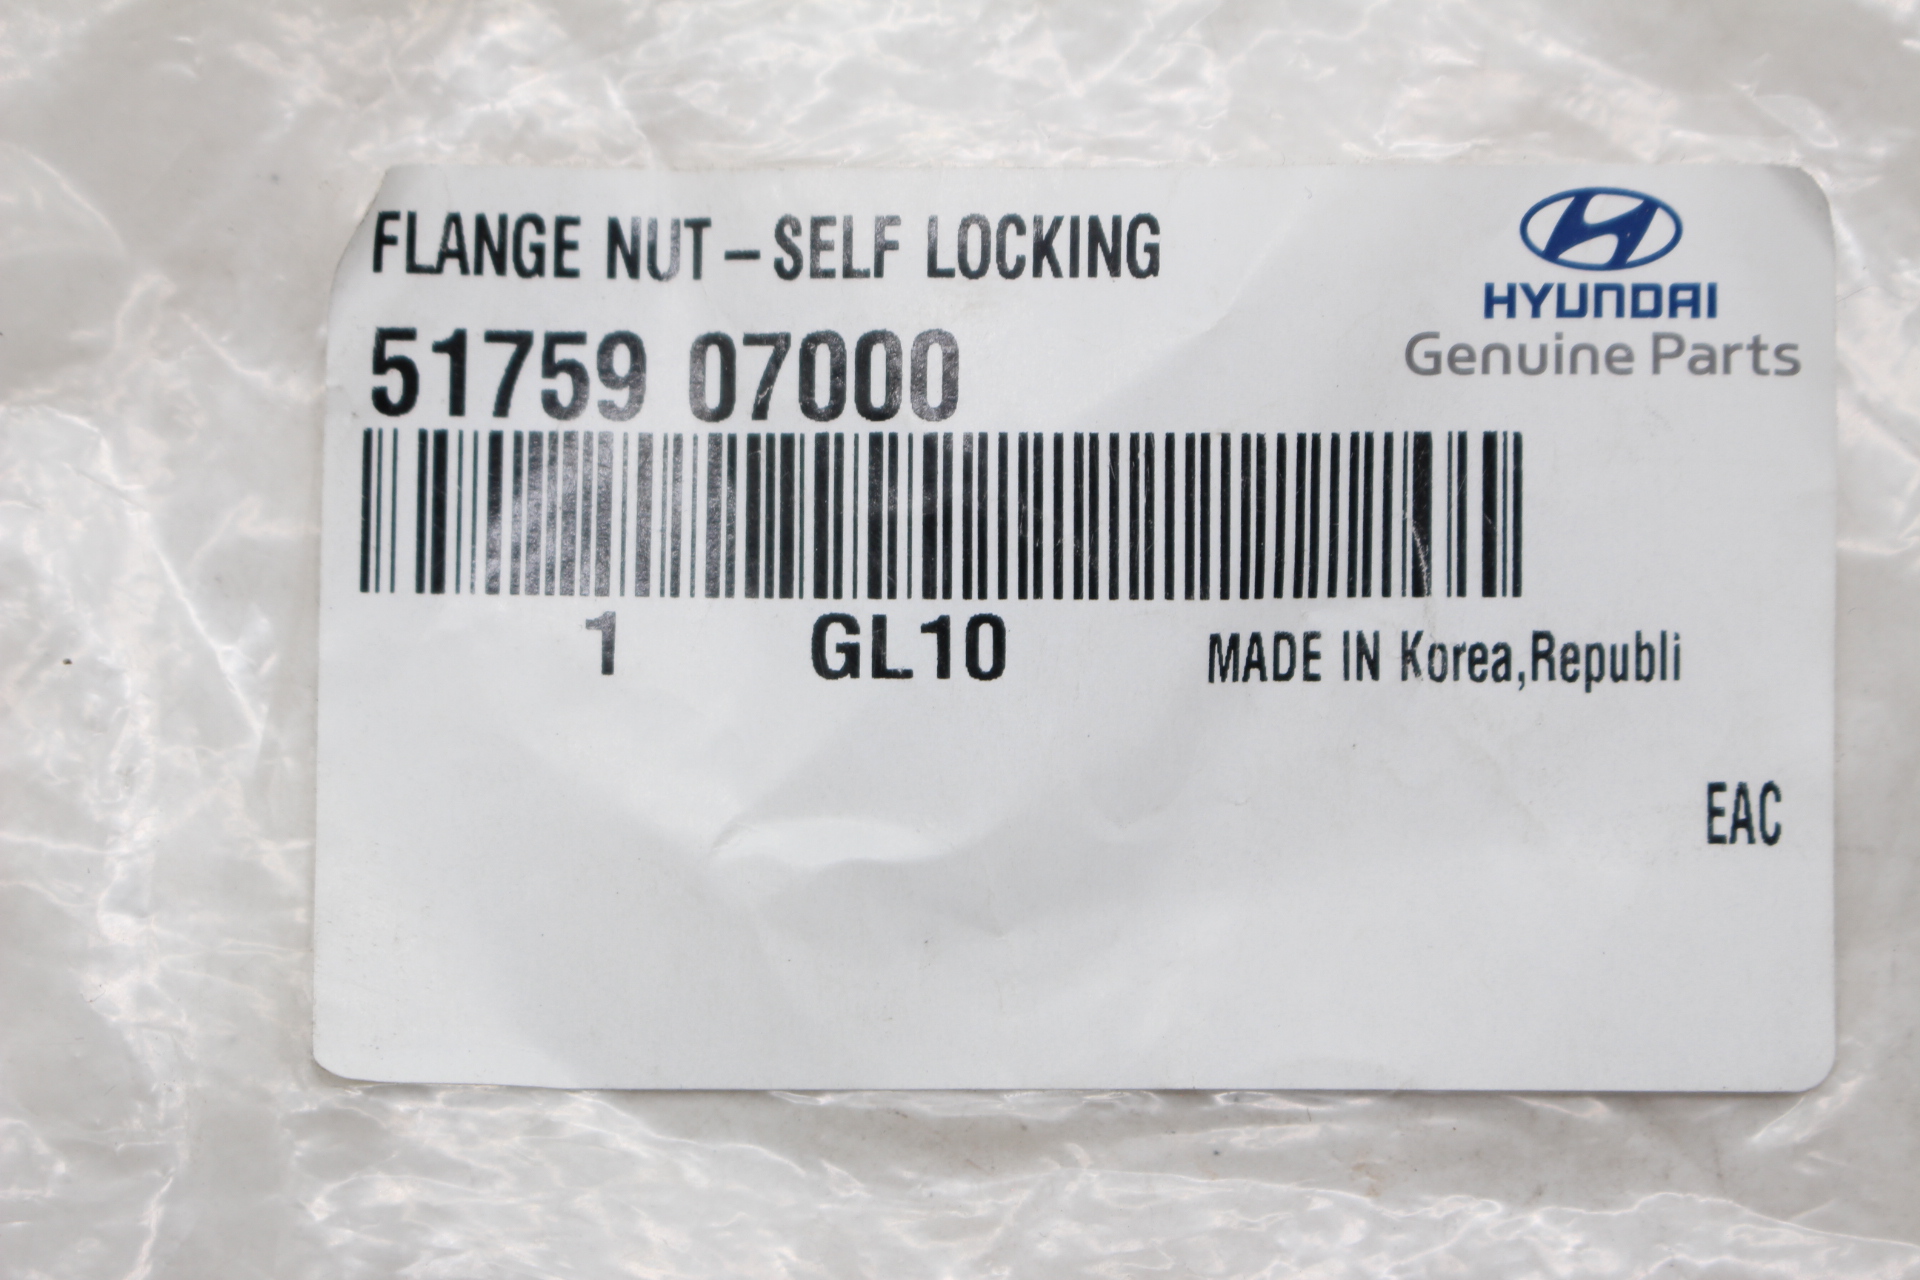 FLANGE NUT-SELF LOCKING
HYUNDAI
Genuine Parts
51759 07000
1 GL10 MADE IN Korea,Republi
EAC